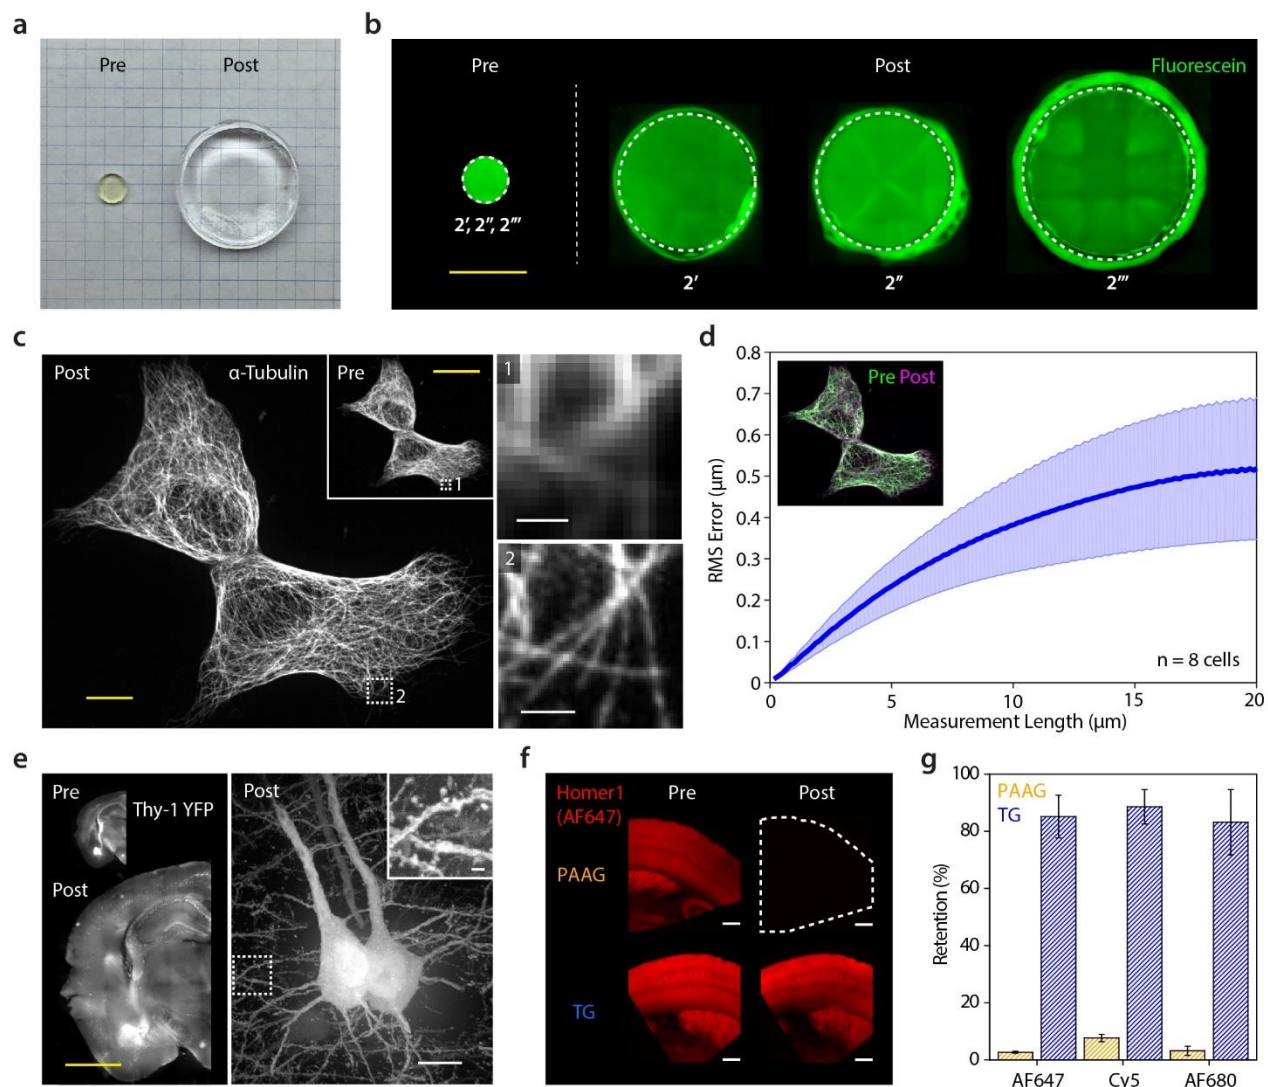 a
Pre Post
b
Pre Post Fluorescein
2′, 2″, 2‴
2′ 2″ 2‴
c
Post α-Tubulin
Pre
1
1
2
2
d
0.8
0.7
0.6
0.5
0.4
0.3
0.2
0.1
0
RMS Error (µm)
Pre Post
n = 8 cells
0 5 10 15 20
Measurement Length (µm)
e
Pre
Thy-1 YFP
Post
Post
f
Homer1
(AF647)
Pre Post
PAAG
TG
g
100
80
60
40
20
0
Retention (%)
PAAG
TG
AF647 Cy5 AF680